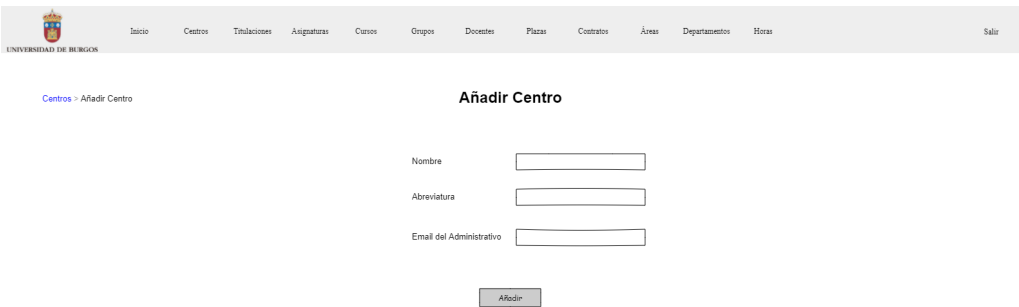 Inicio Centros Titulaciones Asignaturas Cursos Grupos Docentes Plazas Contratos Áreas Departamentos Horas Salir
UNIVERSIDAD DE BURGOS
Centros > Añadir Centro
Añadir Centro
Nombre
Abreviatura
Email del Administrativo
Añadir